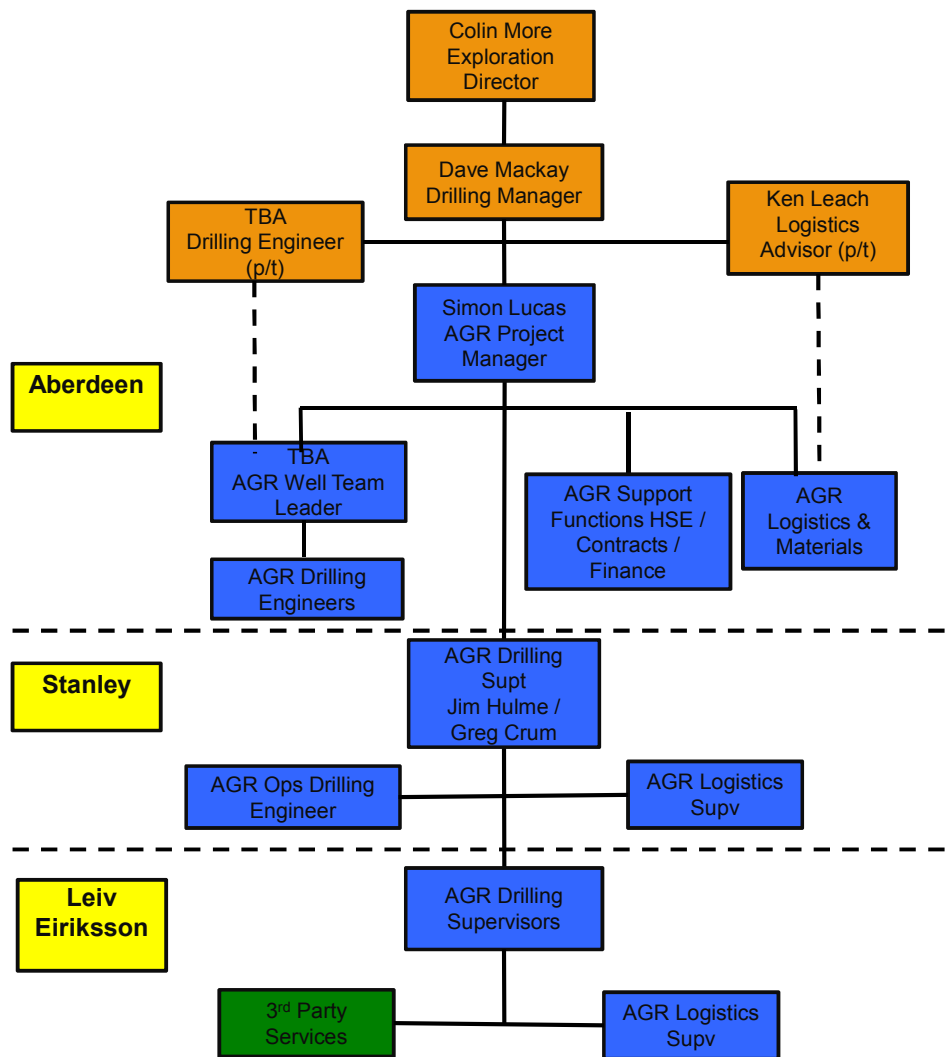 Colin More
Exploration
Director
Dave Mackay
Drilling Manager
TBA
Drilling Engineer
(p/t)
Ken Leach
Logistics
Advisor (p/t)
Simon Lucas
AGR Project
Manager
Aberdeen
TBA
AGR Well Team
Leader
AGR Support
Functions HSE /
Contracts /
Finance
AGR
Logistics &
Materials
AGR Drilling
Engineers
Stanley
AGR Drilling
Supt
Jim Hulme /
Greg Crum
AGR Ops Drilling
Engineer
AGR Logistics
Supv
Leiv
Eiriksson
AGR Drilling
Supervisors
3rd Party
Services
AGR Logistics
Supv